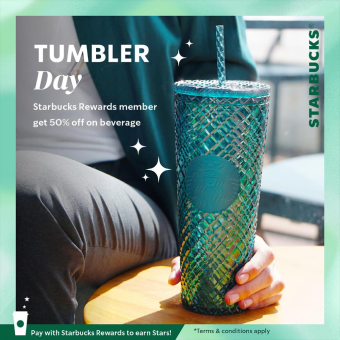 TUMBLER
Day
Starbucks Rewards member
get 50% off on beverage
STARBUCKS
Pay with Starbucks Rewards to earn Stars!
*Terms & conditions apply